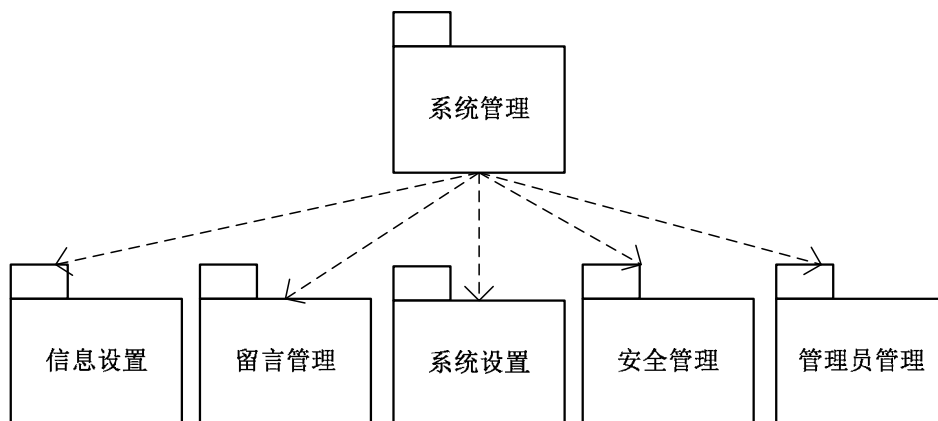 系统管理
信息设置
留言管理
系统设置
安全管理
管理员管理